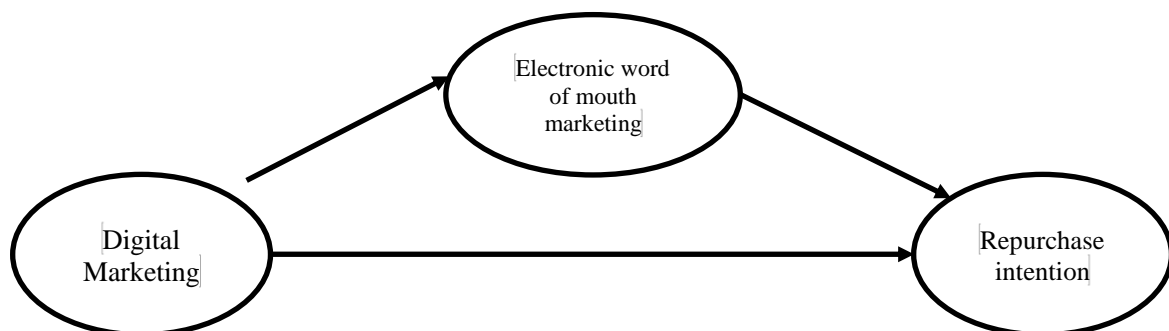 Electronic word
of mouth
marketing
Digital
Marketing
Repurchase
intention